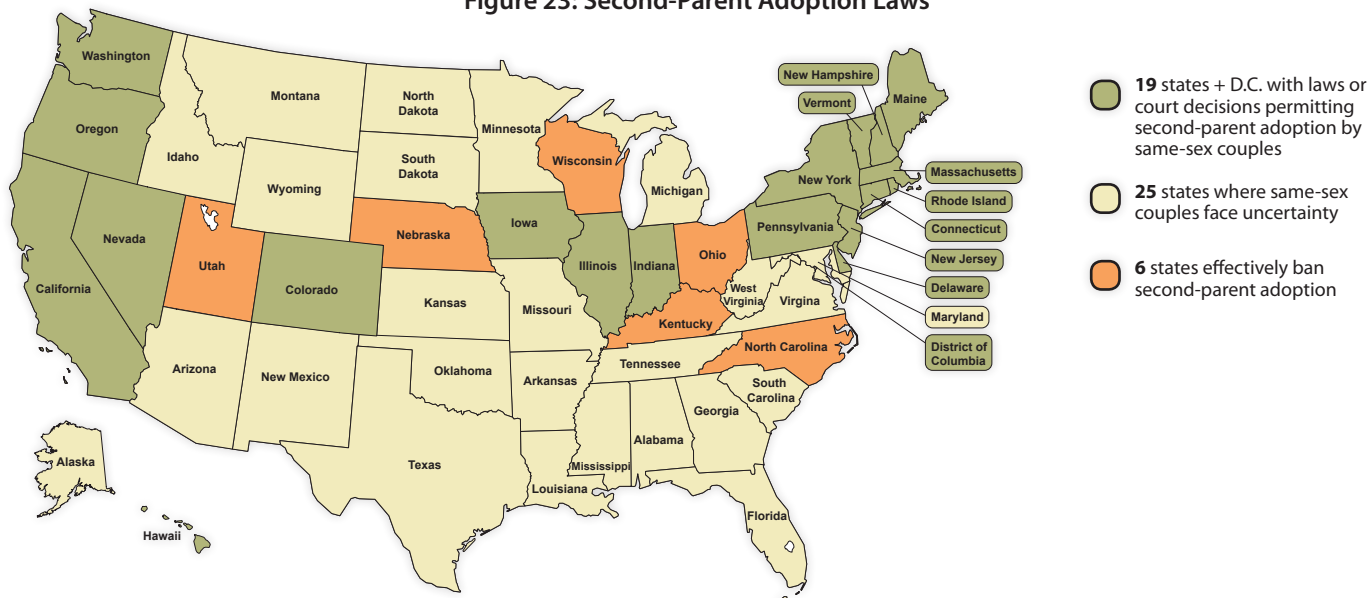 Figure 23: Second-Parent Adoption Laws
Washington
Oregon
California
Nevada
Idaho
Montana
Wyoming
Utah
Colorado
Arizona
New Mexico
North
Dakota
South
Dakota
Nebraska
Kansas
Oklahoma
Texas
Minnesota
Iowa
Missouri
Arkansas
Louisiana
Wisconsin
Illinois
Michigan
Indiana
Ohio
Kentucky
Tennessee
Mississippi
Alabama
Georgia
Florida
South
Carolina
North Carolina
West
Virginia
Virgina
Pennsylvania
New York
Maine
New Hampshire
Vermont
Massachusetts
Rhode Island
Connecticut
New Jersey
Delaware
Maryland
District of
Columbia
Alaska
Hawaii
19 states + D.C. with laws or
court decisions permitting
second-parent adoption by
same-sex couples
25 states where same-sex
couples face uncertainty
6 states effectively ban
second-parent adoption